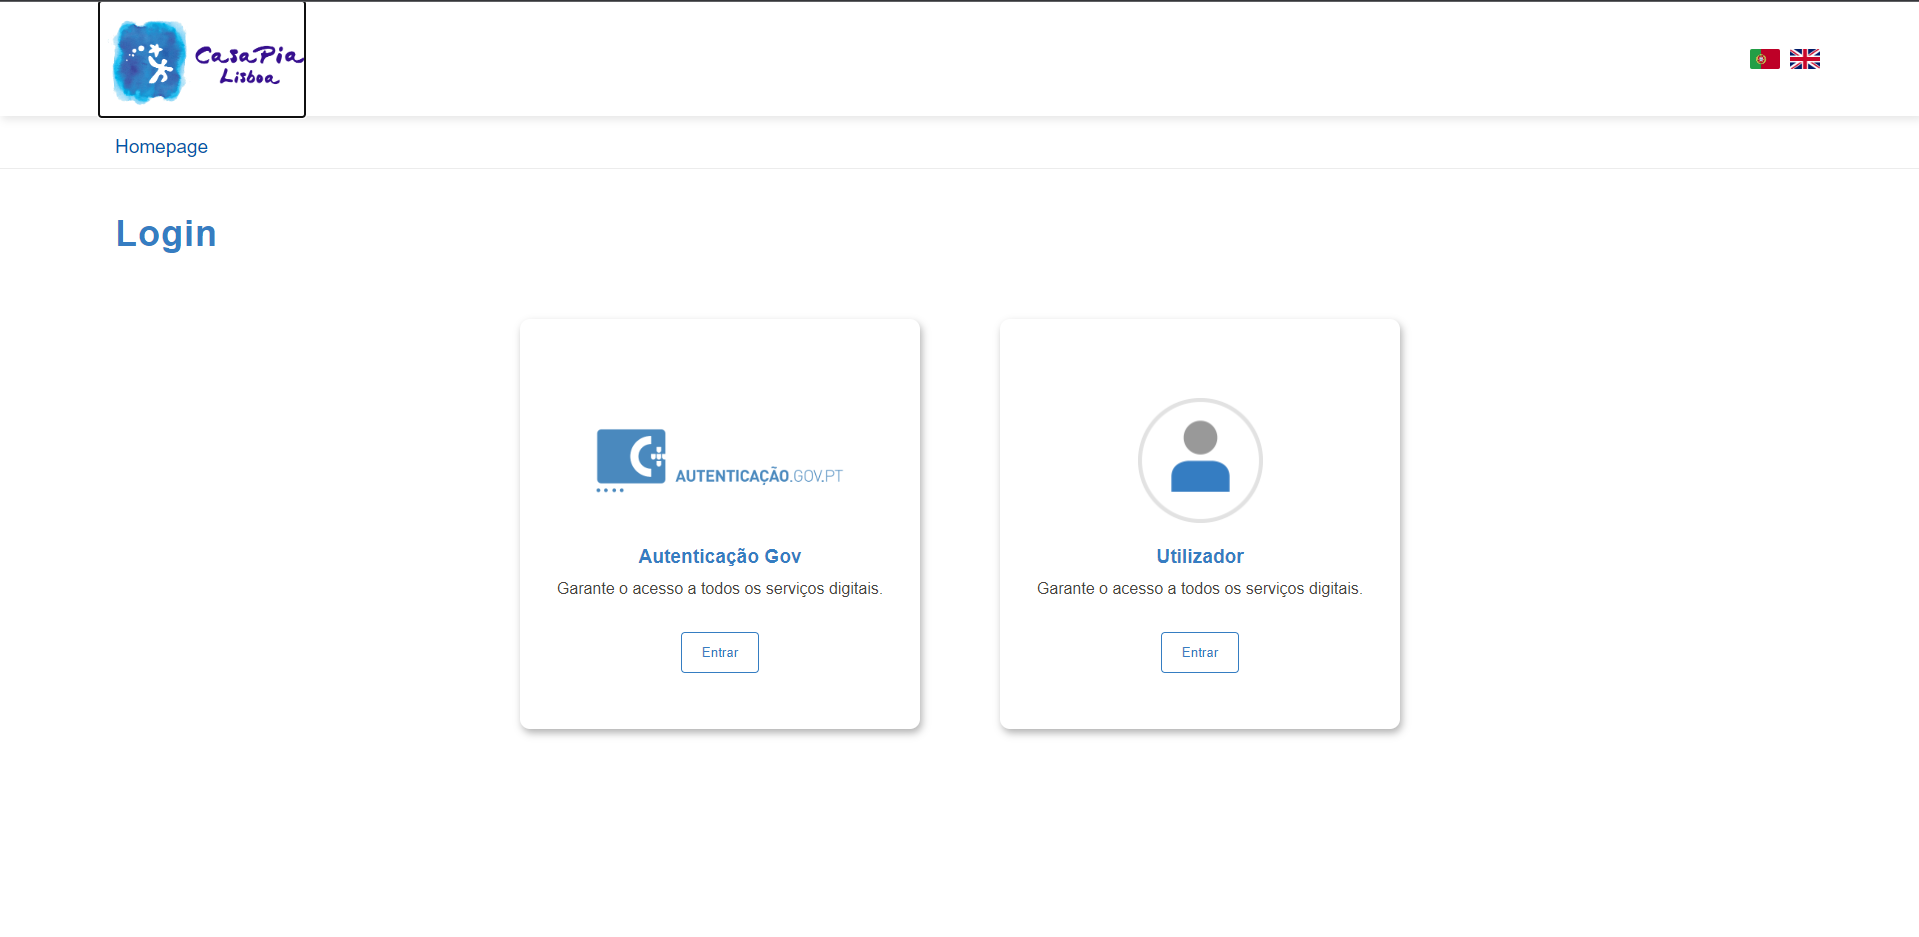 CasaPia
Lisboa
Homepage
Login
AUTENTICAÇÃO.GOV.PT
Autenticação Gov
Garante o acesso a todos os serviços digitais.
Entrar
Utilizador
Garante o acesso a todos os serviços digitais.
Entrar